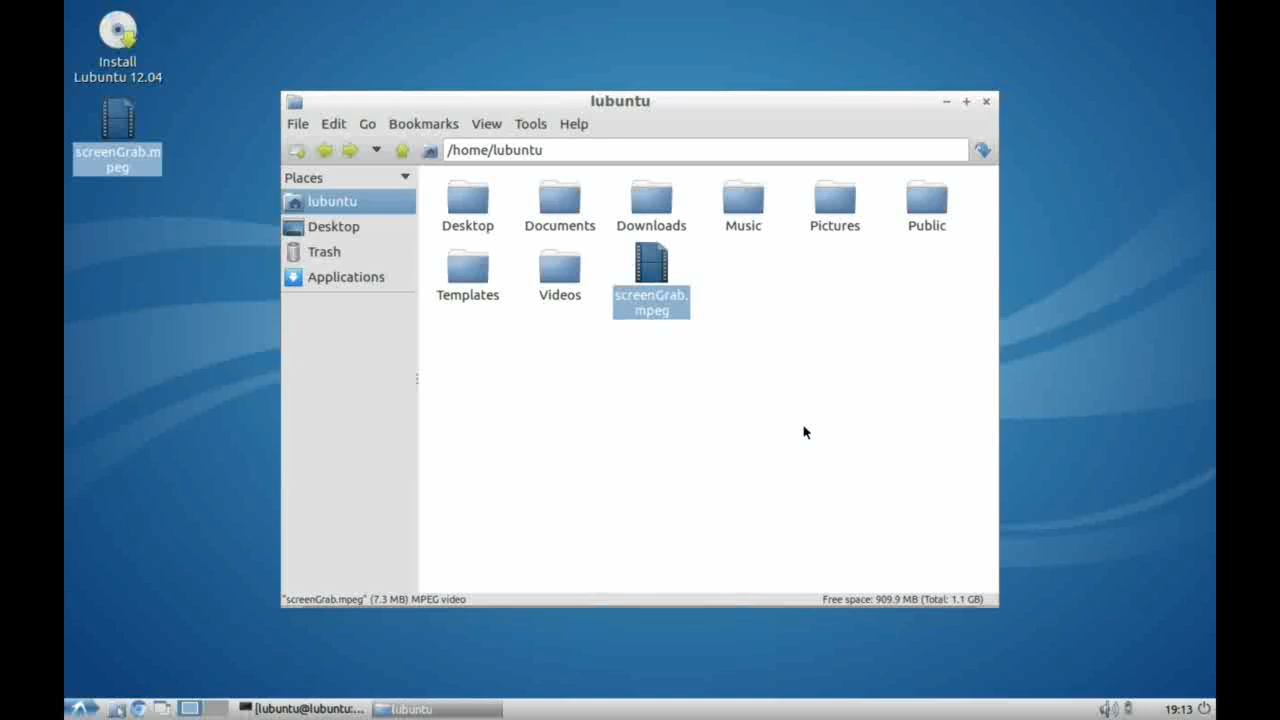 Install
Lubuntu 12.04
screenGrab.m
peg
lubuntu
File Edit Go Bookmarks View Tools Help
/home/lubuntu
Places
lubuntu
Desktop
Trash
Applications
Desktop Documents Downloads Music Pictures Public
Templates Videos screenGrab.
mpeg
"screenGrab.mpeg" (7.3 MB) MPEG video
Free space: 909.9 MB (Total: 1.1 GB)
[lubuntu@lubuntu:...
lubuntu
19:13